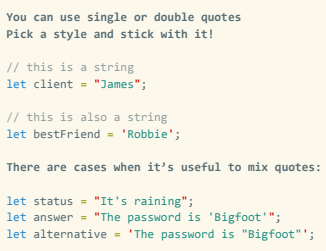 You can use single or double quotes
Pick a style and stick with it!
// this is a string
let client = "James";
// this is also a string
let bestFriend = 'Robbie';
There are cases when it’s useful to mix quotes:
let status = "It's raining";
let answer = "The password is 'Bigfoot'";
let alternative = 'The password is "Bigfoot"';